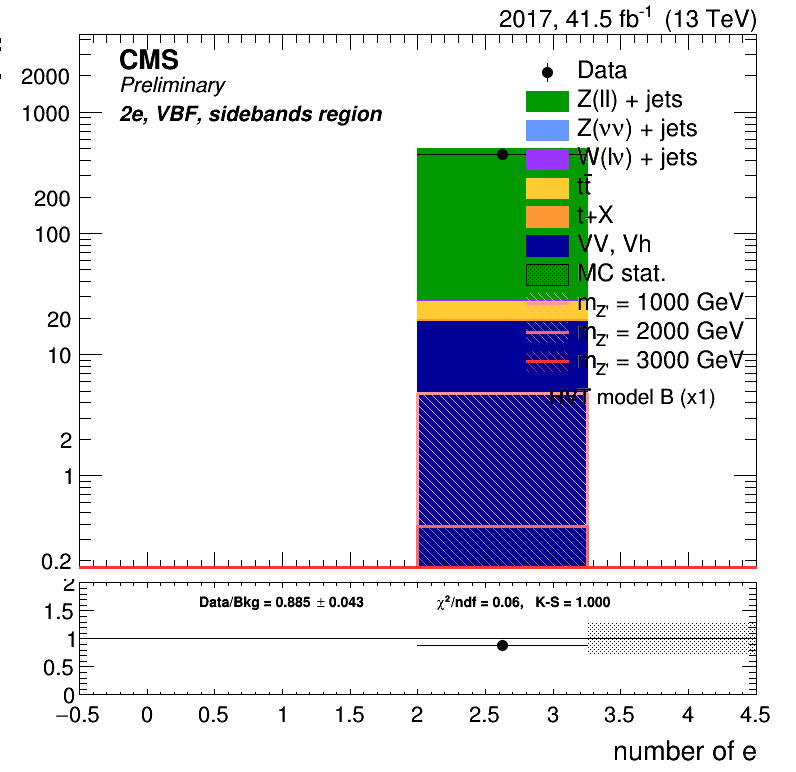 2017, 41.5 fb⁻¹ (13 TeV)
CMS
Preliminary
2e, VBF, sidebands region
Data
Z(ll) + jets
Z(νν) + jets
W(lν) + jets
tt̅
t+X
VV, Vh
MC stat.
m_Z' = 1000 GeV
m_Z' = 2000 GeV
m_Z' = 3000 GeV
HVT model B (x1)
2000
1000
200
100
20
10
2
1
0.2
Data/Bkg = 0.885 ± 0.043
χ²/ndf = 0.06, K-S = 1.000
2
1.5
1
0.5
0
−0.5 0 0.5 1 1.5 2 2.5 3 3.5 4 4.5
number of e